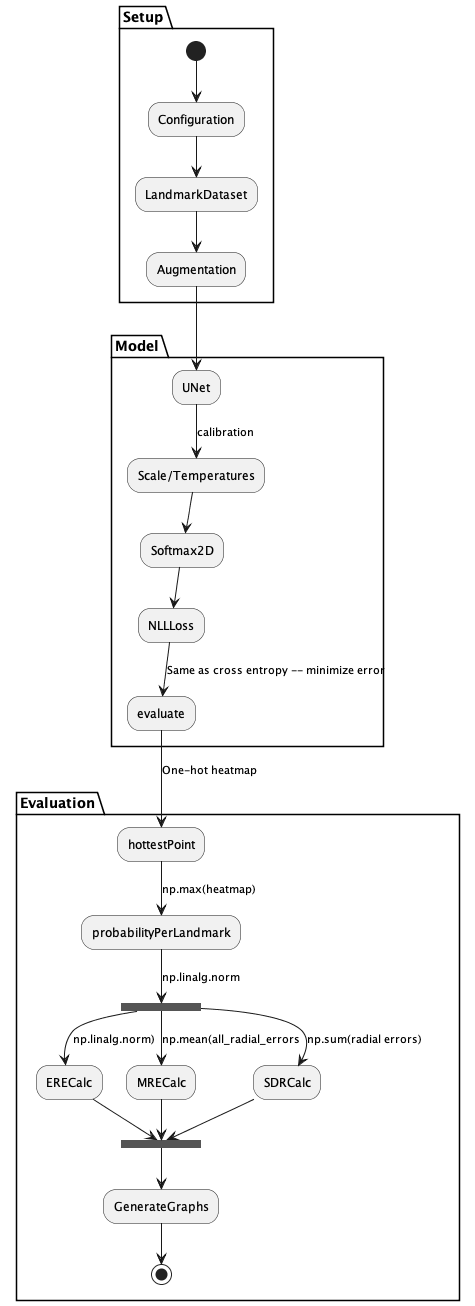 Setup
Configuration
LandmarkDataset
Augmentation
Model
UNet
calibration
Scale/Temperatures
Softmax2D
NLLLoss
Same as cross entropy -- minimize error
evaluate
One-hot heatmap
Evaluation
hottestPoint
np.max(heatmap)
probabilityPerLandmark
np.linalg.norm
np.linalg.norm)
np.mean(all_radial_errors
np.sum(radial errors)
ERECalc
MRECalc
SDRCalc
GenerateGraphs